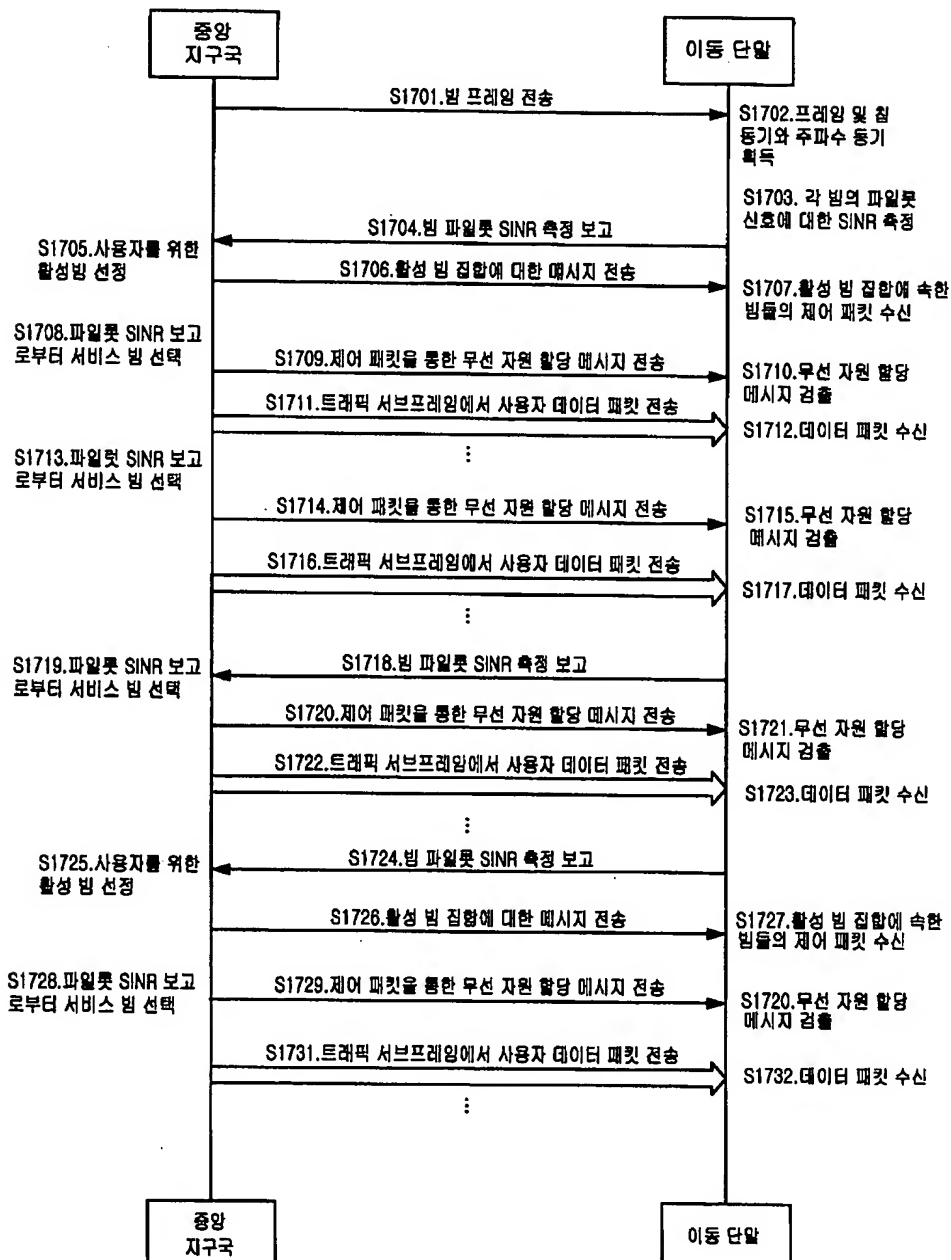 중앙
지구국
이동 단말
S1701.빔 프레임 전송
S1702.프레임 및 칩
동기와 주파수 동기
획득
S1703. 각 빔의 파일롯
신호에 대한 SINR 측정
S1704.빔 파일롯 SINR 측정 보고
S1705.사용자를 위한
활성빔 선정
S1706.활성 빔 집합에 대한 메시지 전송
S1707.활성 빔 집합에 속한
빔들의 제어 패킷 수신
S1708.파일롯 SINR 보고
로부터 서비스 빔 선택
S1709.제어 패킷을 통한 무선 자원 할당 메시지 전송
S1710.무선 자원 할당
메시지 검출
S1711.트래픽 서브프레임에서 사용자 데이터 패킷 전송
S1712.데이터 패킷 수신
S1713.파일럿 SINR 보고
로부터 서비스 빔 선택
S1714.제어 패킷을 통한 무선 자원 할당 메시지 전송
S1715.무선 자원 할당
메시지 검출
S1716.트래픽 서브프레임에서 사용자 데이터 패킷 전송
S1717.데이터 패킷 수신
S1718.빔 파일롯 SINR 측정 보고
S1719.파일롯 SINR 보고
로부터 서비스 빔 선택
S1720.제어 패킷을 통한 무선 자원 할당 메시지 전송
S1721.무선 자원 할당
메시지 검출
S1722.트래픽 서브프레임에서 사용자 데이터 패킷 전송
S1723.데이터 패킷 수신
S1724.빔 파일롯 SINR 측정 보고
S1725.사용자를 위한
활성 빔 선정
S1726.활성 빔 집합에 대한 메시지 전송
S1727.활성 빔 집합에 속한
빔들의 제어 패킷 수신
S1728.파일롯 SINR 보고
로부터 서비스 빔 선택
S1729.제어 패킷을 통한 무선 자원 할당 메시지 전송
S1720.무선 자원 할당
메시지 검출
S1731.트래픽 서브프레임에서 사용자 데이터 패킷 전송
S1732.데이터 패킷 수신
중앙
지구국
이동 단말